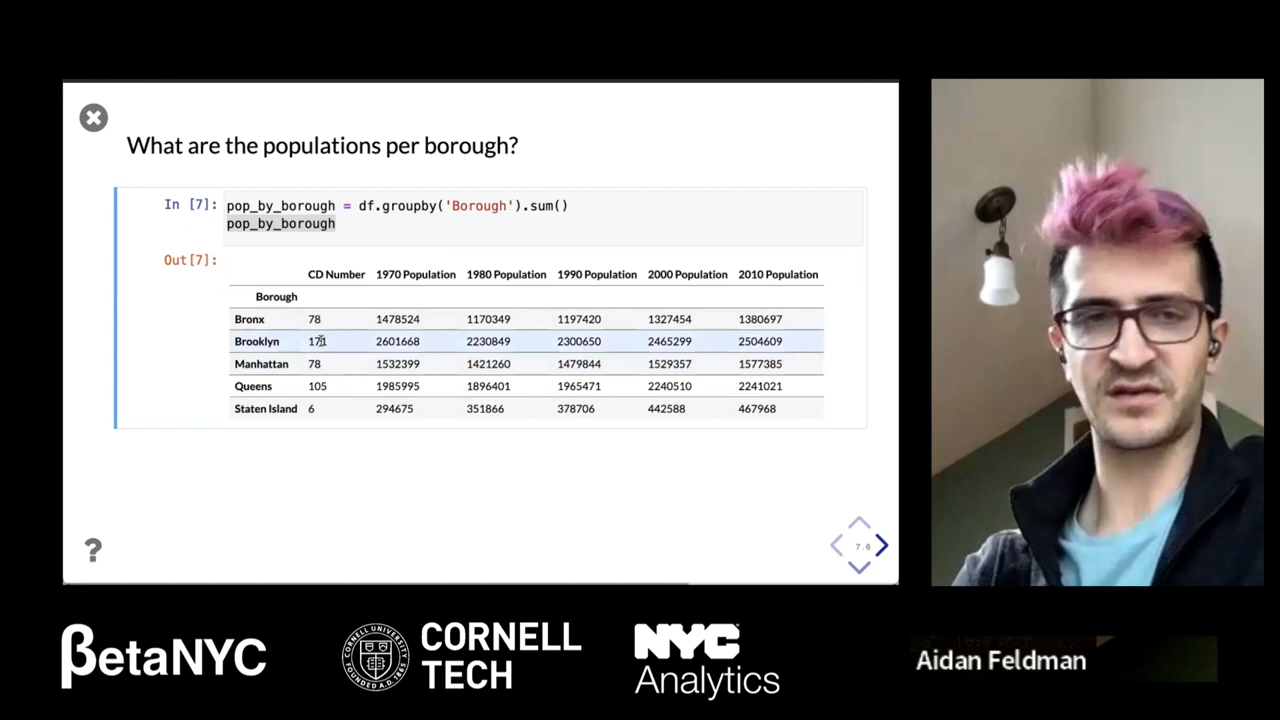 What are the populations per borough?
In [7]: pop_by_borough = df.groupby('Borough').sum()
pop_by_borough
Out[7]:
CD Number 1970 Population 1980 Population 1990 Population 2000 Population 2010 Population
Borough
Bronx 78 1478524 1170349 1197420 1327454 1380697
Brooklyn 171 2601668 2230849 2300650 2465299 2504609
Manhattan 78 1532399 1421260 1479844 1529357 1577385
Queens 105 1985995 1896401 1965471 2240510 2241021
Staten Island 6 294675 351866 378706 442588 467968
?
7.6
βetaNYC
CORNELL
TECH
NYC
Analytics
Aidan Feldman